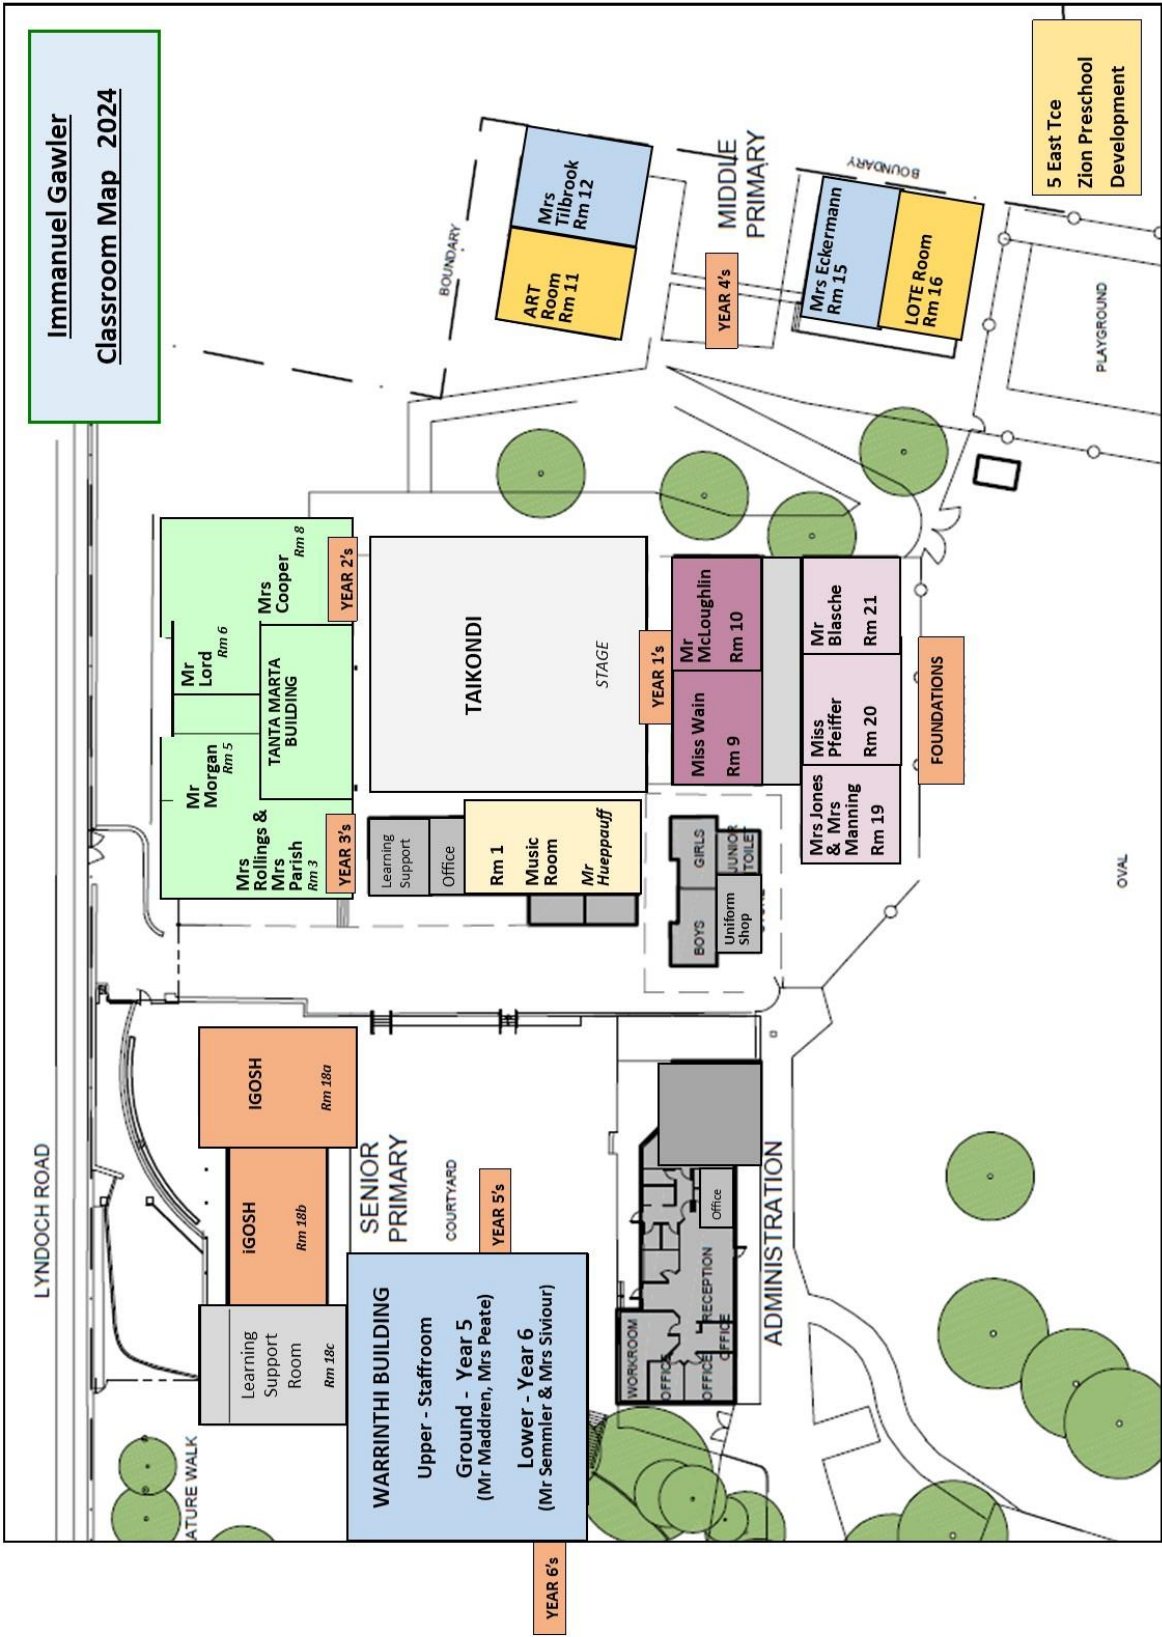 Immanuel Gawler
Classroom Map 2024
LYNDOCH ROAD
ATURE WALK
Learning
Support
Room
Rm 18c
iGOSH
Rm 18b
IGOSH
Rm 18a
SENIOR
PRIMARY
COURTYARD
YEAR 5's
WARRINTHI BUILDING
Upper - Staffroom
Ground - Year 5
(Mr Maddren, Mrs Peate)
Lower - Year 6
(Mr Semmler & Mrs Siviour)
YEAR 6's
WORKROOM
OFFICE
OFFICE
OFFICE
RECEPTION
Office
ADMINISTRATION
Mrs
Rollings &
Mrs
Parish
Rm 3
Mr
Morgan
Rm 5
Mr
Lord
Rm 6
Mrs
Cooper
Rm 8
TANTA MARTA
BUILDING
YEAR 3's
YEAR 2's
Learning
Support
Office
Rm 1
Music
Room
Mr
Hueppauff
TAIKONDI
STAGE
YEAR 1's
Miss Wain
Rm 9
Mr
McLoughlin
Rm 10
BOYS
GIRLS
JUNIOR
TOILET
Uniform
Shop
Mrs Jones
& Mrs
Manning
Rm 19
Miss
Pfeiffer
Rm 20
Mr
Blasche
Rm 21
FOUNDATIONS
OVAL
BOUNDARY
ART
Room
Rm 11
Mrs
Tilbrook
Rm 12
MIDDLE
PRIMARY
YEAR 4's
BOUNDARY
Mrs Eckermann
Rm 15
LOTE Room
Rm 16
PLAYGROUND
5 East Tce
Zion Preschool
Development